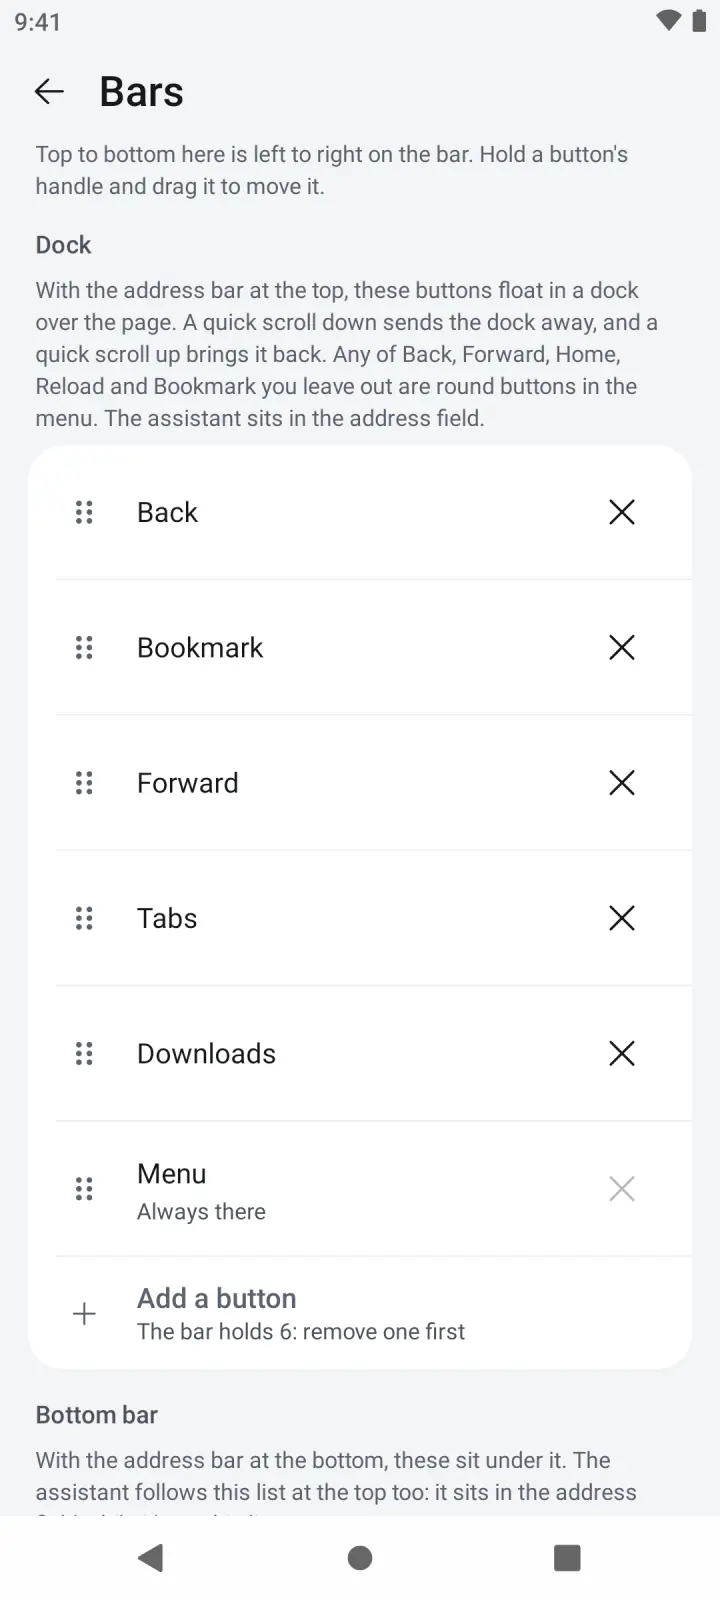 9:41
Bars
Top to bottom here is left to right on the bar. Hold a button's
handle and drag it to move it.
Dock
With the address bar at the top, these buttons float in a dock
over the page. A quick scroll down sends the dock away, and a
quick scroll up brings it back. Any of Back, Forward, Home,
Reload and Bookmark you leave out are round buttons in the
menu. The assistant sits in the address field.
Back
Bookmark
Forward
Tabs
Downloads
Menu
Always there
Add a button
The bar holds 6: remove one first
Bottom bar
With the address bar at the bottom, these sit under it. The
assistant follows this list at the top too: it sits in the address